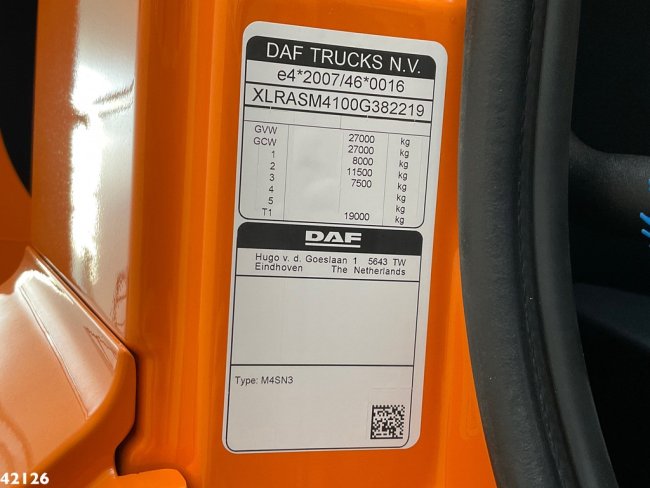 DAF TRUCKS N.V.
e4*2007/46*0016
XLRASM4100G382219
GVW 27000 kg
GCW 27000 kg
1 8000 kg
2 11500 kg
3 7500 kg
4 kg
5 kg
T1 19000 kg
DAF
Hugo v. d. Goeslaan 1 5643 TW
Eindhoven The Netherlands
Type: M4SN3
42126